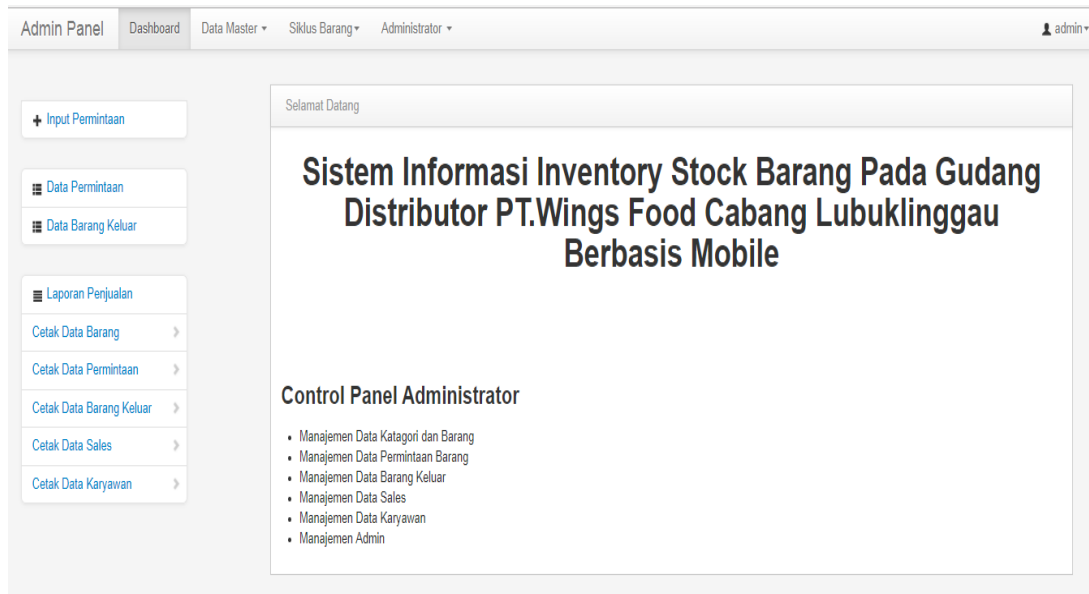 Admin Panel Dashboard Data Master Siklus Barang Administrator admin
Input Permintaan
Data Permintaan
Data Barang Keluar
Laporan Penjualan
Cetak Data Barang
Cetak Data Permintaan
Cetak Data Barang Keluar
Cetak Data Sales
Cetak Data Karyawan
Selamat Datang
Sistem Informasi Inventory Stock Barang Pada Gudang
Distributor PT.Wings Food Cabang Lubuklinggau
Berbasis Mobile
Control Panel Administrator
Manajemen Data Katagori dan Barang
Manajemen Data Permintaan Barang
Manajemen Data Barang Keluar
Manajemen Data Sales
Manajemen Data Karyawan
Manajemen Admin